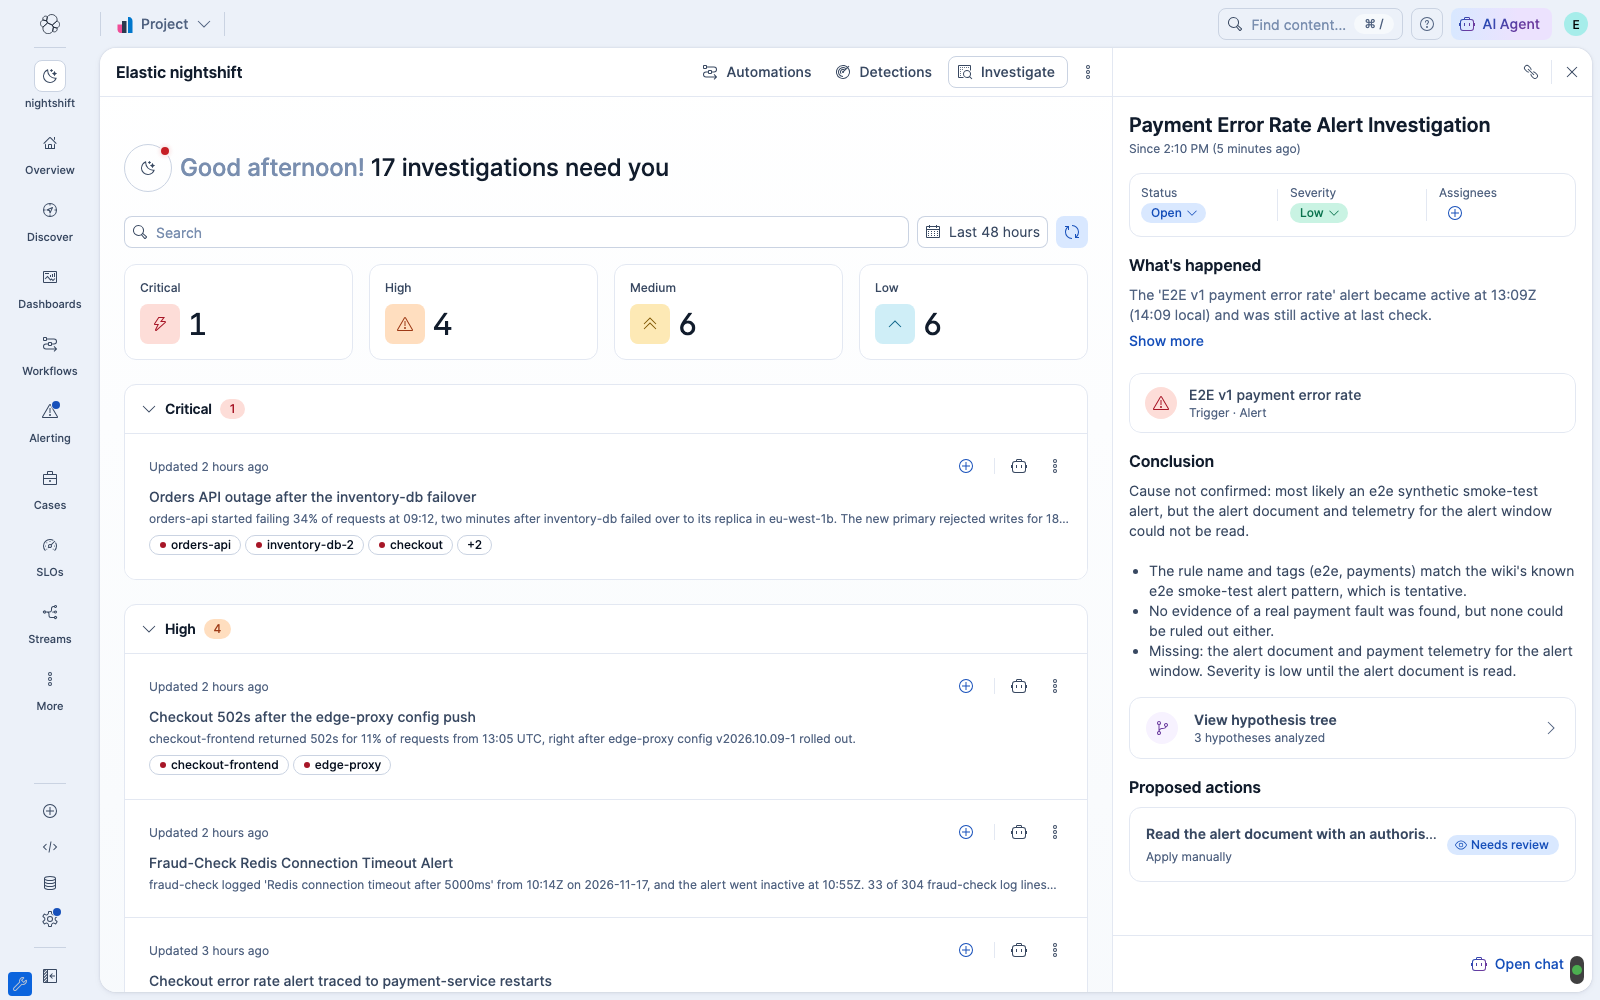 Project
Find content...
⌘ /
AI Agent
E
nightshift
Overview
Discover
Dashboards
Workflows
Alerting
Cases
SLOs
Streams
More
Elastic nightshift
Automations
Detections
Investigate
Good afternoon! 17 investigations need you
Search
Last 48 hours
Critical
1
High
4
Medium
6
Low
6
Critical 1
Updated 2 hours ago
Orders API outage after the inventory-db failover
orders-api started failing 34% of requests at 09:12, two minutes after inventory-db failed over to its replica in eu-west-1b. The new primary rejected writes for 18...
orders-api
inventory-db-2
checkout
+2
High 4
Updated 2 hours ago
Checkout 502s after the edge-proxy config push
checkout-frontend returned 502s for 11% of requests from 13:05 UTC, right after edge-proxy config v2026.10.09-1 rolled out.
checkout-frontend
edge-proxy
Updated 2 hours ago
Fraud-Check Redis Connection Timeout Alert
fraud-check logged 'Redis connection timeout after 5000ms' from 10:14Z on 2026-11-17, and the alert went inactive at 10:55Z. 33 of 304 fraud-check log lines...
Updated 3 hours ago
Checkout error rate alert traced to payment-service restarts
Payment Error Rate Alert Investigation
Since 2:10 PM (5 minutes ago)
Status
Open
Severity
Low
Assignees
What's happened
The 'E2E v1 payment error rate' alert became active at 13:09Z
(14:09 local) and was still active at last check.
Show more
E2E v1 payment error rate
Trigger · Alert
Conclusion
Cause not confirmed: most likely an e2e synthetic smoke-test
alert, but the alert document and telemetry for the alert window
could not be read.
• The rule name and tags (e2e, payments) match the wiki's known
e2e smoke-test alert pattern, which is tentative.
• No evidence of a real payment fault was found, but none could
be ruled out either.
• Missing: the alert document and payment telemetry for the alert
window. Severity is low until the alert document is read.
View hypothesis tree
3 hypotheses analyzed
Proposed actions
Read the alert document with an authoris...
Apply manually
Needs review
Open chat